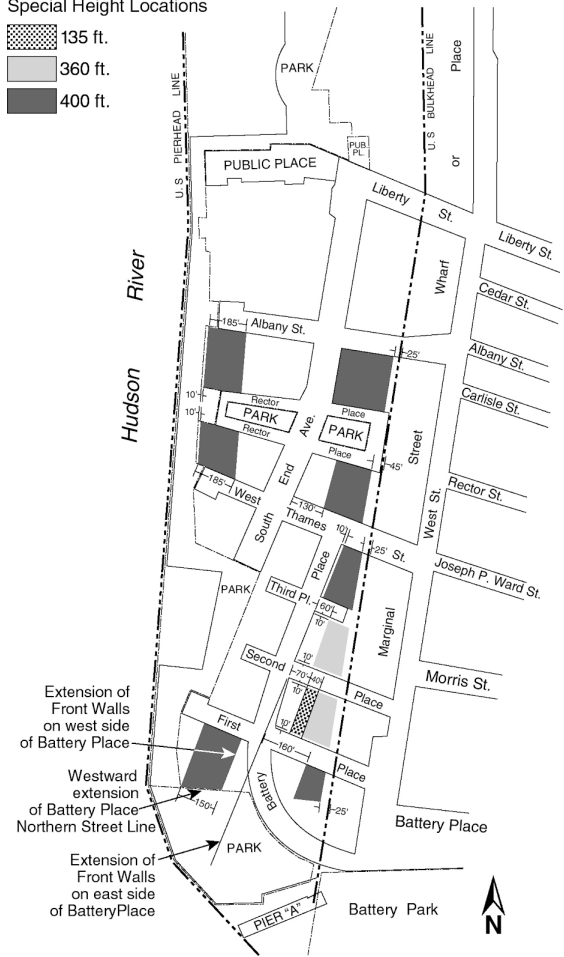 Special Height Locations
135 ft.
360 ft.
400 ft.
U.S PIERHEAD LINE
U.S BULKHEAD LINE
Place
or
PARK
PUB.
PL.
PUBLIC PLACE
Liberty St.
Liberty St.
Wharf
Cedar St.
River
Hudson
185'
Albany St.
25'
Albany St.
Carlisle St.
10'
10'
Rector
PARK
Rector
Ave.
Place
PARK
Place
45'
Street
185'
West
End
South
130'
Thames
10'
25'
St.
Rector St.
West St.
Joseph P. Ward St.
PARK
Place
Third Pl.
60'
10'
Marginal
10'
Second
70'
40'
Place
Morris St.
10'
10'
First
160'
Place
Battery
25'
150'
Battery Place
Extension of
Front Walls
on west side
of Battery Place
Westward
extension
of Battery Place
Northern Street Line
Extension of
Front Walls
on east side
of BatteryPlace
PARK
PIER "A"
Battery Park
N